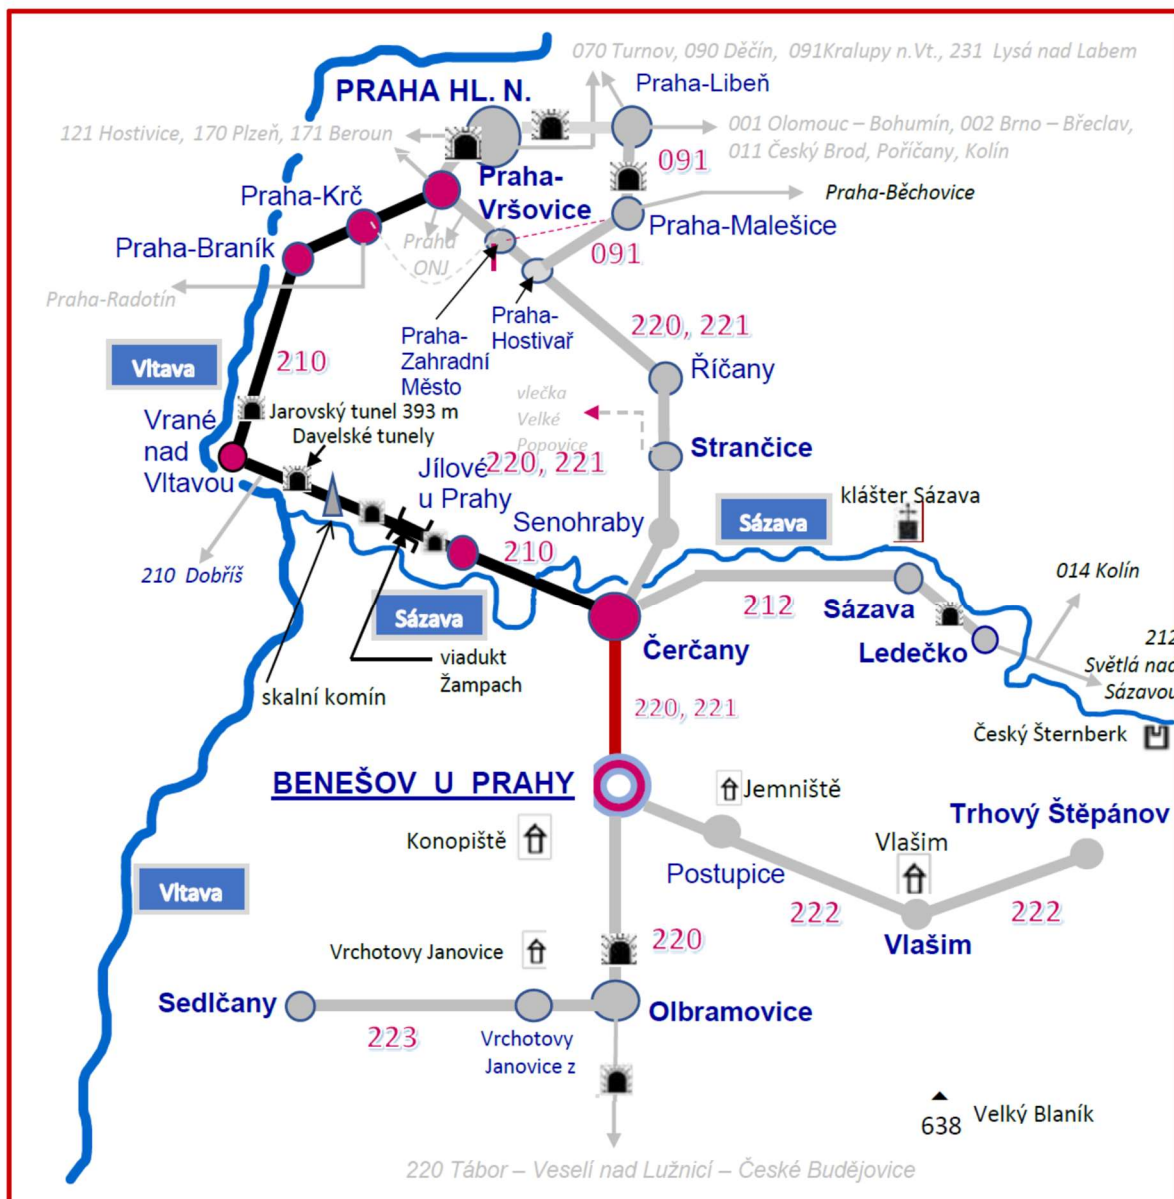 070 Turnov, 090 Děčín, 091Kralupy n.Vt., 231 Lysá nad Labem
PRAHA HL. N.
Praha-Libeň
121 Hostivice, 170 Plzeň, 171 Beroun
001 Olomouc – Bohumín, 002 Brno – Břeclav,
011 Český Brod, Poříčany, Kolín
091
Praha-
Vršovice
Praha-Běchovice
Praha-Krč
Praha-Malešice
Praha-Braník
Praha
ONJ
091
Praha-Radotín
Praha-
Hostivař
Praha-
Zahradní
Město
220, 221
Vltava
210
Říčany
vlečka
Velké
Popovice
Jarovský tunel 393 m
Davelské tunely
Vrané
nad
Vltavou
Strančice
220, 221
Jílové
u Prahy
klášter Sázava
Sázava
Senohraby
210
210 Dobříš
014 Kolín
Sázava
212
Sázava
Čerčany
Ledečko
212
Světlá nad
Sázavou
viadukt
Žampach
skalní komín
220, 221
Český Šternberk
BENEŠOV U PRAHY
Jemniště
Trhový Štěpánov
Konopiště
Vlašim
Postupice
Vltava
222
222
Vlašim
220
Vrchotovy Janovice
Sedlčany
Olbramovice
223
Vrchotovy
Janovice z
638
Velký Blaník
220 Tábor – Veselí nad Lužnicí – České Budějovice